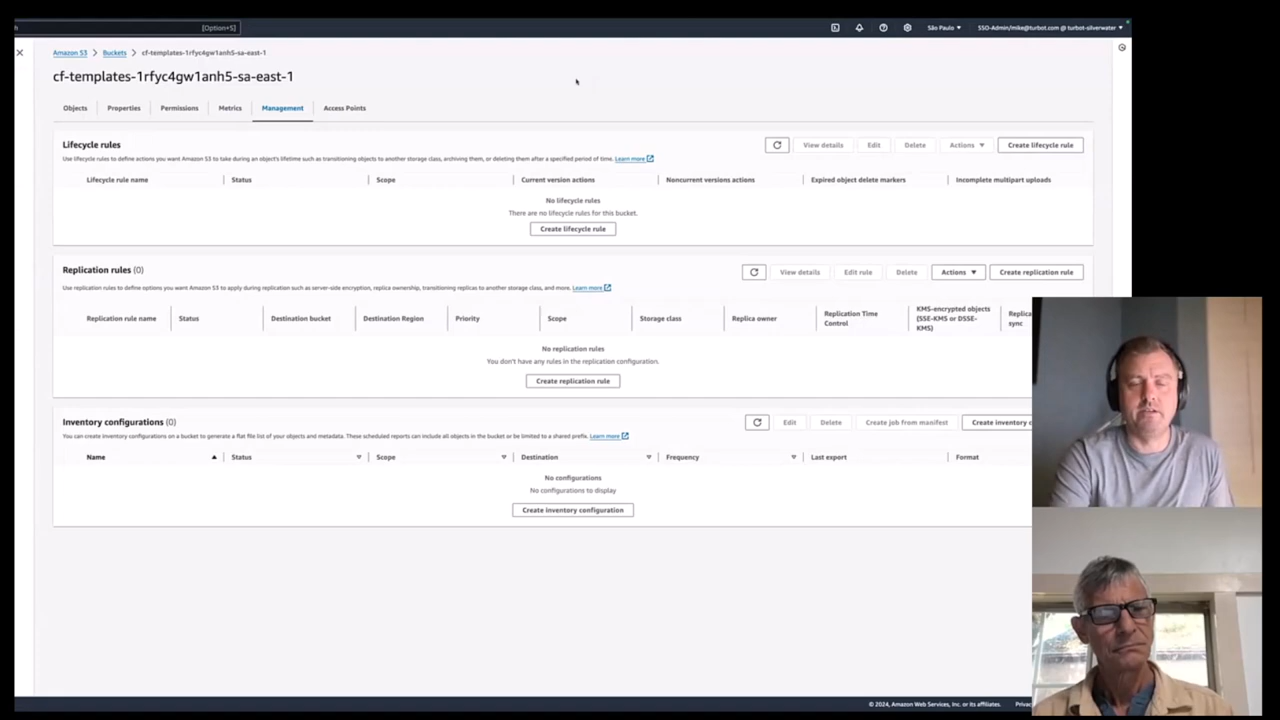 h [Option+S] São Paulo ▼ SSO-Admin/mike@turbot.com @ turbot-silverwater ▼
Amazon S3 > Buckets > cf-templates-1rfyc4gw1anh5-sa-east-1
cf-templates-1rfyc4gw1anh5-sa-east-1
Objects Properties Permissions Metrics Management Access Points
Lifecycle rules View details Edit Delete Actions ▼ Create lifecycle rule
Use lifecycle rules to define actions you want Amazon S3 to take during an object's lifetime such as transitioning objects to another storage class, archiving them, or deleting them after a specified period of time. Learn more
Lifecycle rule name Status Scope Current version actions Noncurrent versions actions Expired object delete markers Incomplete multipart uploads
No lifecycle rules
There are no lifecycle rules for this bucket.
Create lifecycle rule
Replication rules (0) View details Edit rule Delete Actions ▼ Create replication rule
Use replication rules to define options you want Amazon S3 to apply during replication such as server-side encryption, replica ownership, transitioning replicas to another storage class, and more. Learn more
Replication rule name Status Destination bucket Destination Region Priority Scope Storage class Replica owner Replication Time Control KMS-encrypted objects (SSE-KMS or DSSE-KMS) Replica sync
No replication rules
You don't have any rules in the replication configuration.
Create replication rule
Inventory configurations (0) Edit Delete Create job from manifest Create inventory c
You can create inventory configurations on a bucket to generate a flat file list of your objects and metadata. These scheduled reports can include all objects in the bucket or be limited to a shared prefix. Learn more
Name Status Scope Destination Frequency Last export Format
No configurations
No configurations to display
Create inventory configuration
© 2024, Amazon Web Services, Inc. or its affiliates. Privac